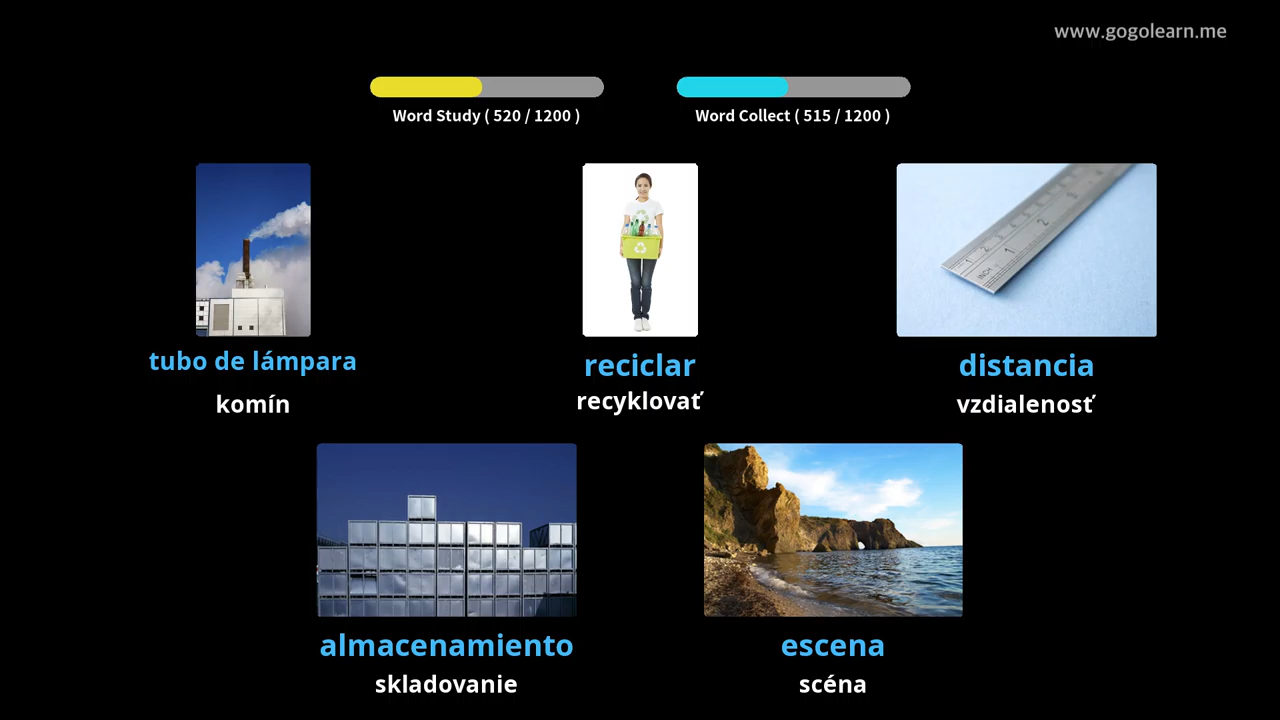 www.gogolearn.me
Word Study ( 520 / 1200 )
Word Collect ( 515 / 1200 )
tubo de lámpara
komín
reciclar
recyklovať
distancia
vzdialenosť
almacenamiento
skladovanie
escena
scéna